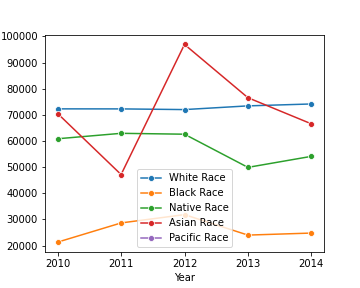 100000
90000
80000
70000
60000
50000
40000
30000
20000
White Race
Black Race
Native Race
Asian Race
Pacific Race
2010 2011 2012 2013 2014
Year